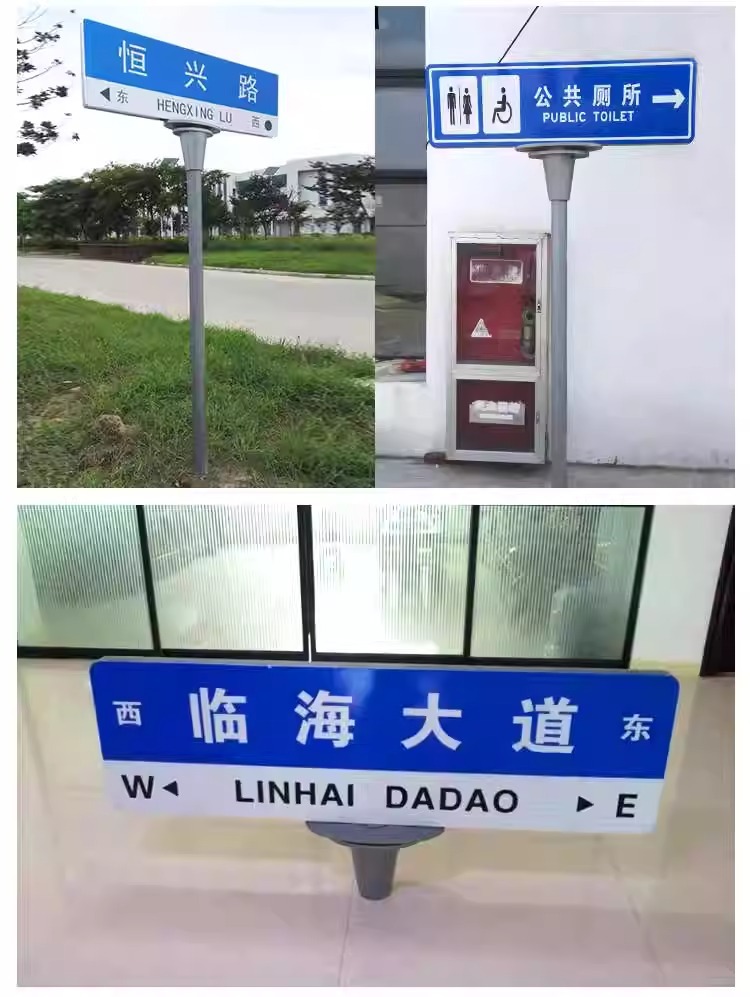 恒兴路
◀ 东 HENGXING LU 西 ●
公共厕所 →
PUBLIC TOILET
西 临海大道 东
W ◀ LINHAI DADAO ▶ E